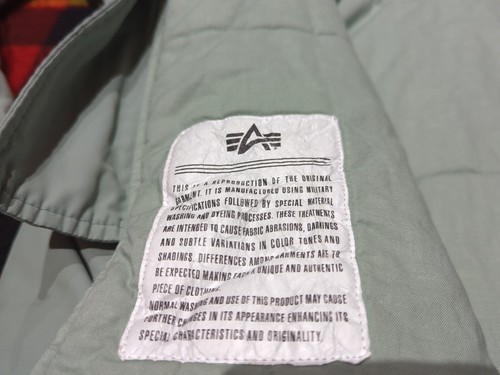 THIS IS A REPRODUCTION OF THE ORIGINAL
GARMENT. IT IS MANUFACTURED USING MILITARY
SPECIFICATIONS FOLLOWED BY SPECIAL MATERIAL
WASHING AND DYEING PROCESSES. THESE TREATMENTS
ARE INTENDED TO CAUSE FABRIC ABRASIONS, DARNINGS
AND SUBTLE VARIATIONS IN COLOR TONES AND
SHADINGS. DIFFERENCES AMONG GARMENTS ARE TO
BE EXPECTED MAKING EACH A UNIQUE AND AUTHENTIC
PIECE OF CLOTHING.
NORMAL WASHING AND USE OF THIS PRODUCT MAY CAUSE
FURTHER CHANGES IN ITS APPEARANCE ENHANCING ITS
SPECIAL CHARACTERISTICS AND ORIGINALITY.